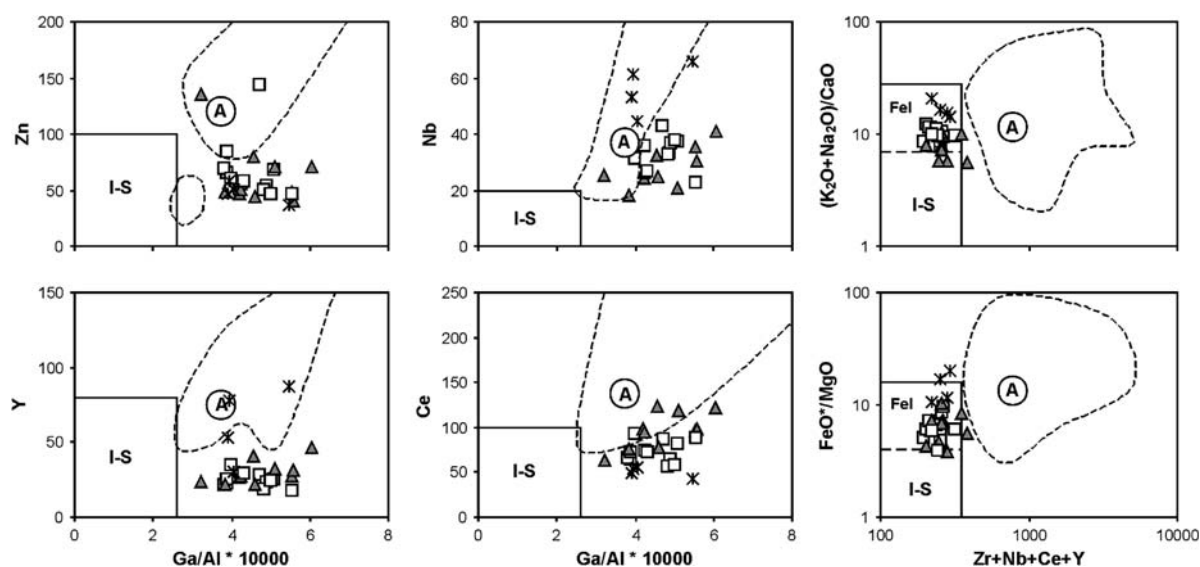 Zn
200
150
100
50
0
A
I-S
Nb
80
60
40
20
0
A
I-S
(K2O+Na2O)/CaO
100
10
1
Fel
I-S
A
Y
150
100
50
0
A
I-S
0 2 4 6 8
Ga/Al * 10000
Ce
250
200
150
100
50
0
A
I-S
0 2 4 6 8
Ga/Al * 10000
FeO*/MgO
100
10
1
Fel
I-S
A
100 1000 10000
Zr+Nb+Ce+Y